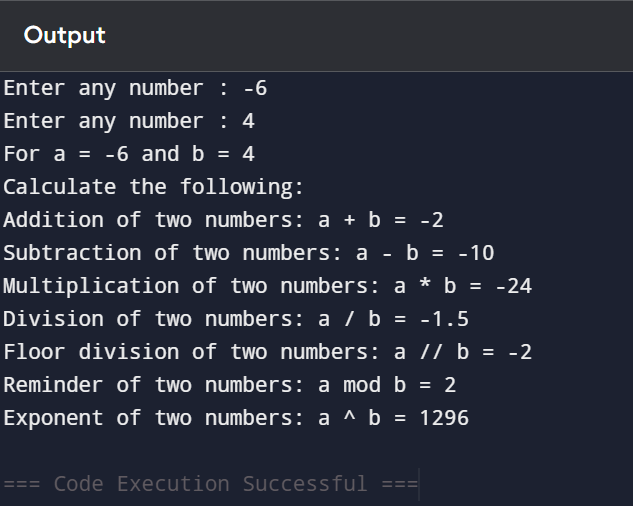 Output
Enter any number : -6
Enter any number : 4
For a = -6 and b = 4
Calculate the following:
Addition of two numbers: a + b = -2
Subtraction of two numbers: a - b = -10
Multiplication of two numbers: a * b = -24
Division of two numbers: a / b = -1.5
Floor division of two numbers: a // b = -2
Reminder of two numbers: a mod b = 2
Exponent of two numbers: a ^ b = 1296
=== Code Execution Successful ===